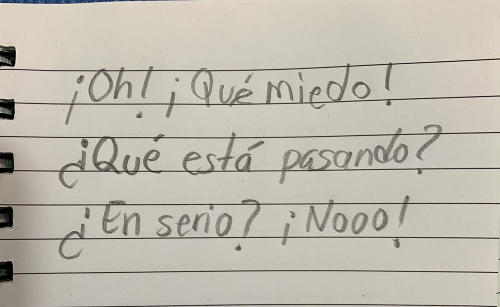 ¡Oh! ¡Qué miedo!
¿Qué está pasando?
¿En serio? ¡Nooo!